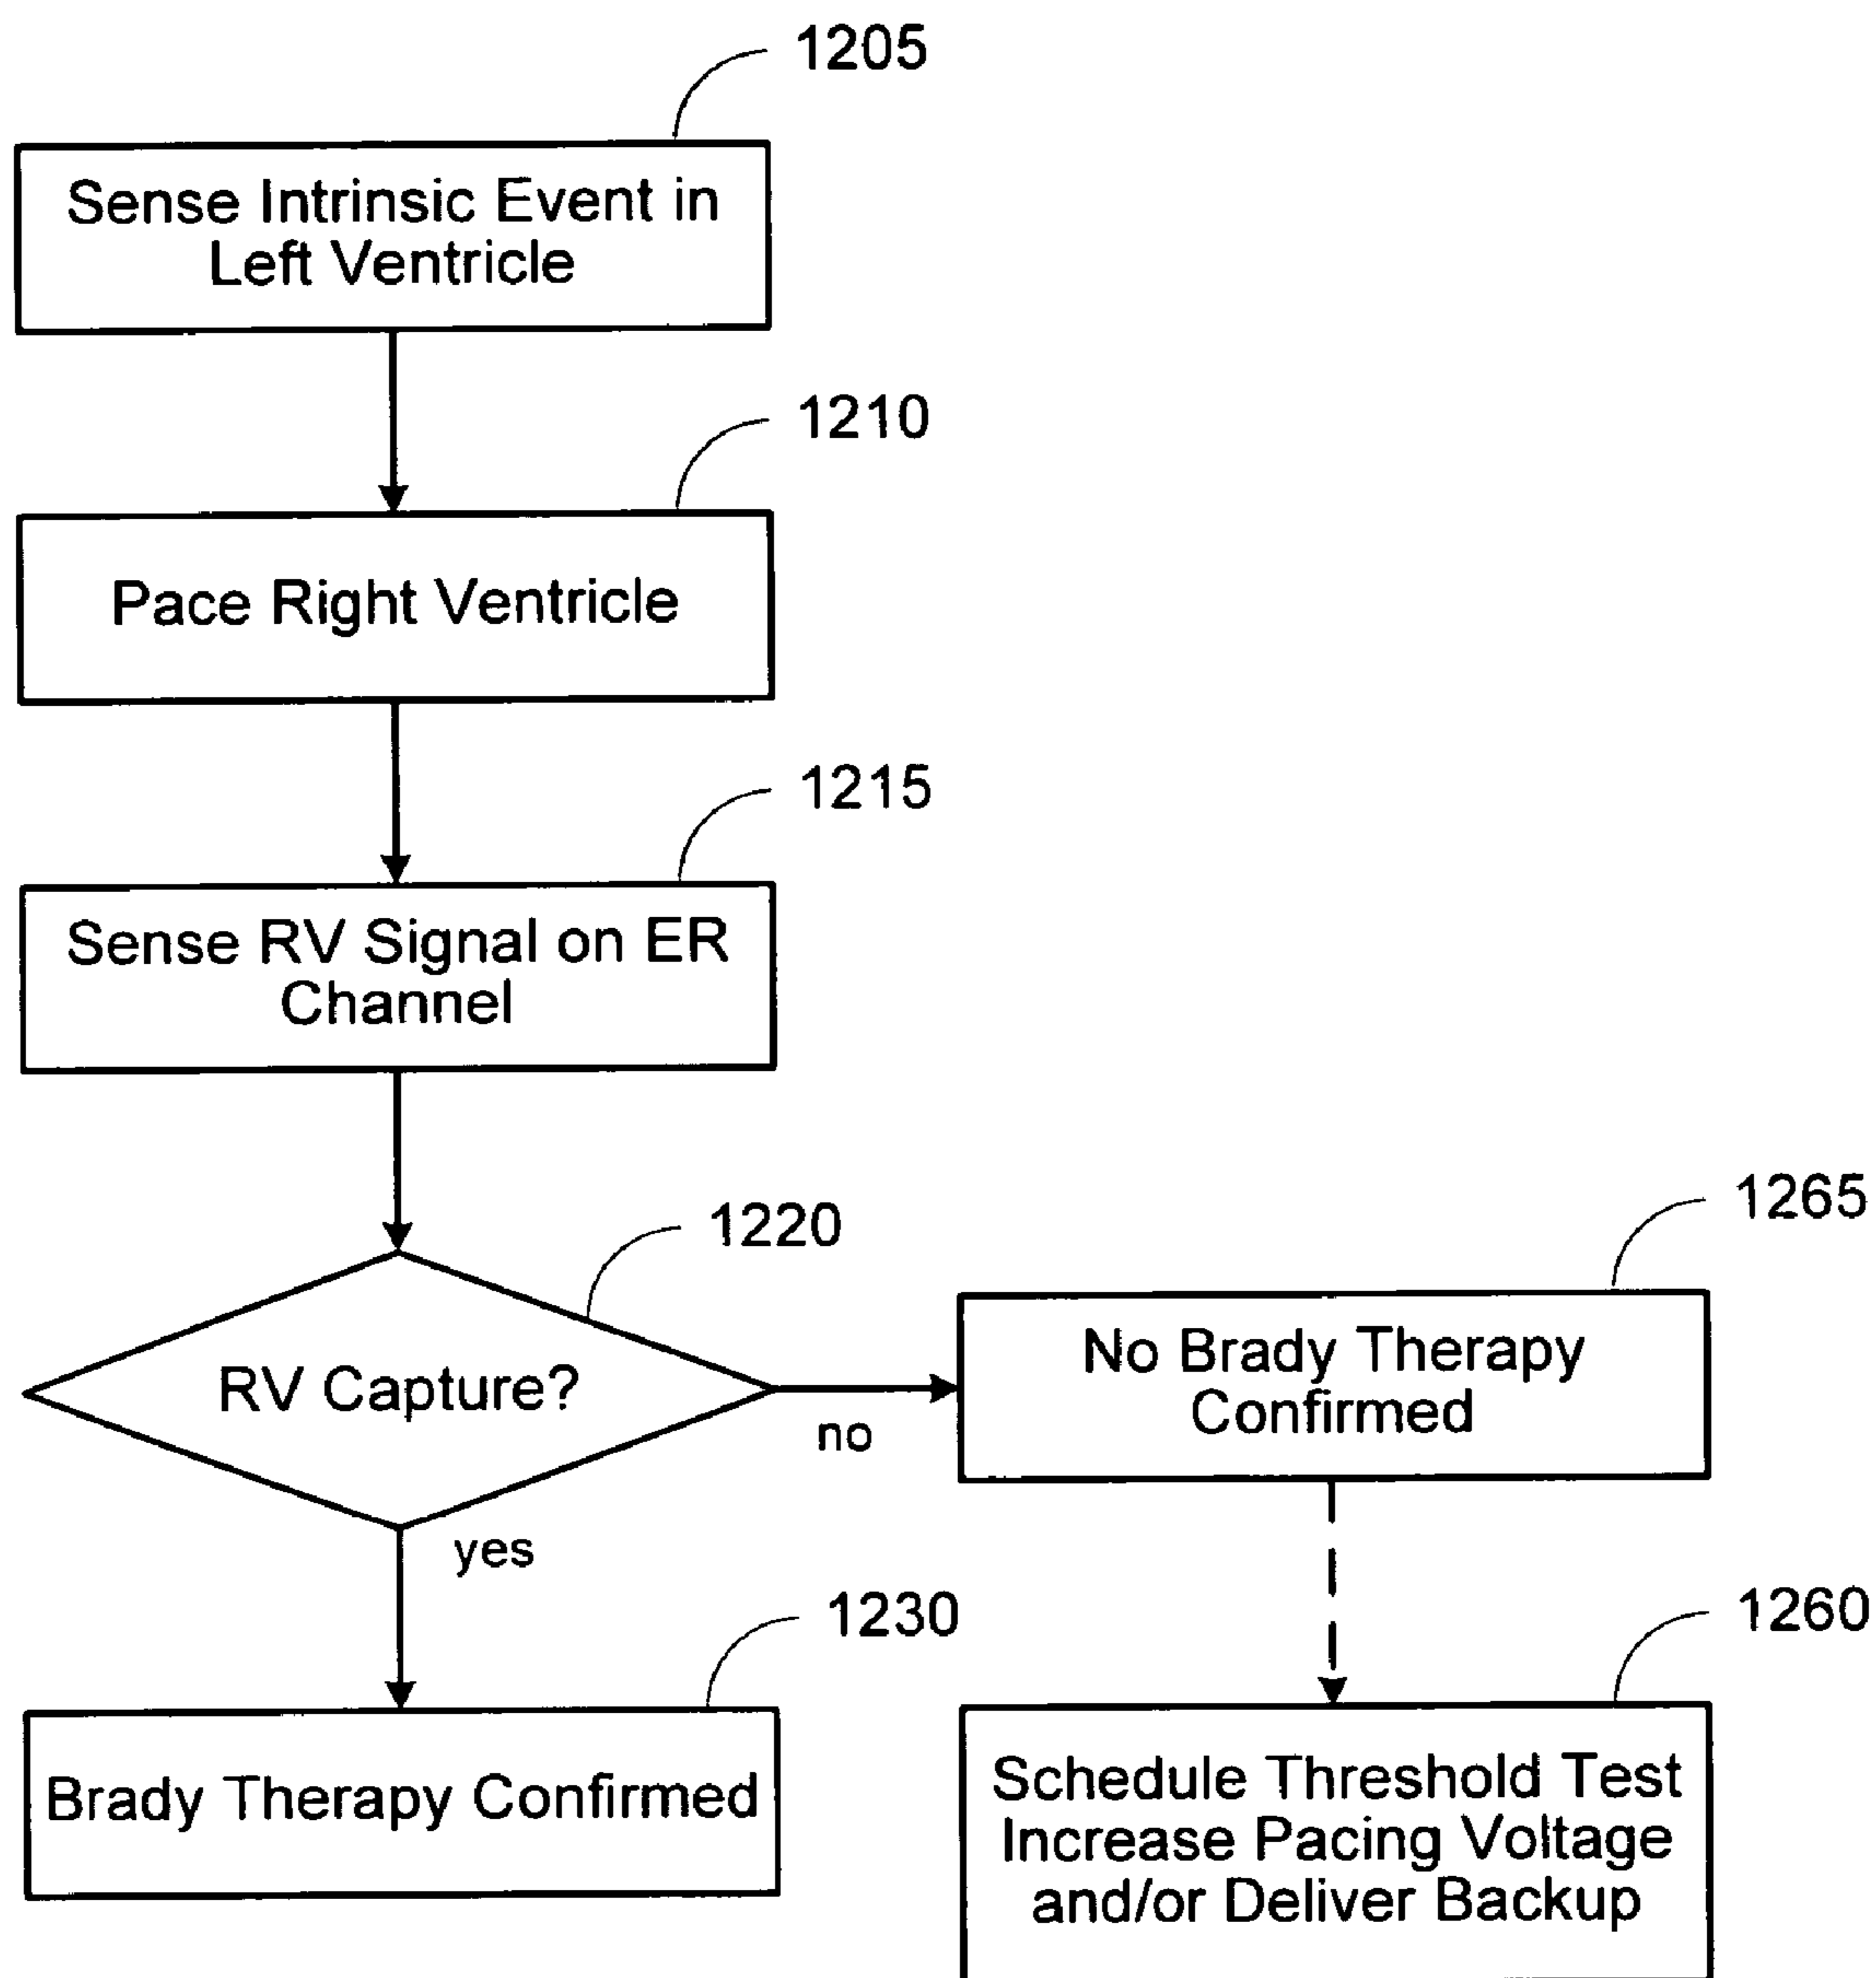 1205
Sense Intrinsic Event in
Left Ventricle
1210
Pace Right Ventricle
1215
Sense RV Signal on ER
Channel
1220
RV Capture?
no
yes
1265
No Brady Therapy
Confirmed
1230
Brady Therapy Confirmed
1260
Schedule Threshold Test
Increase Pacing Voltage
and/or Deliver Backup